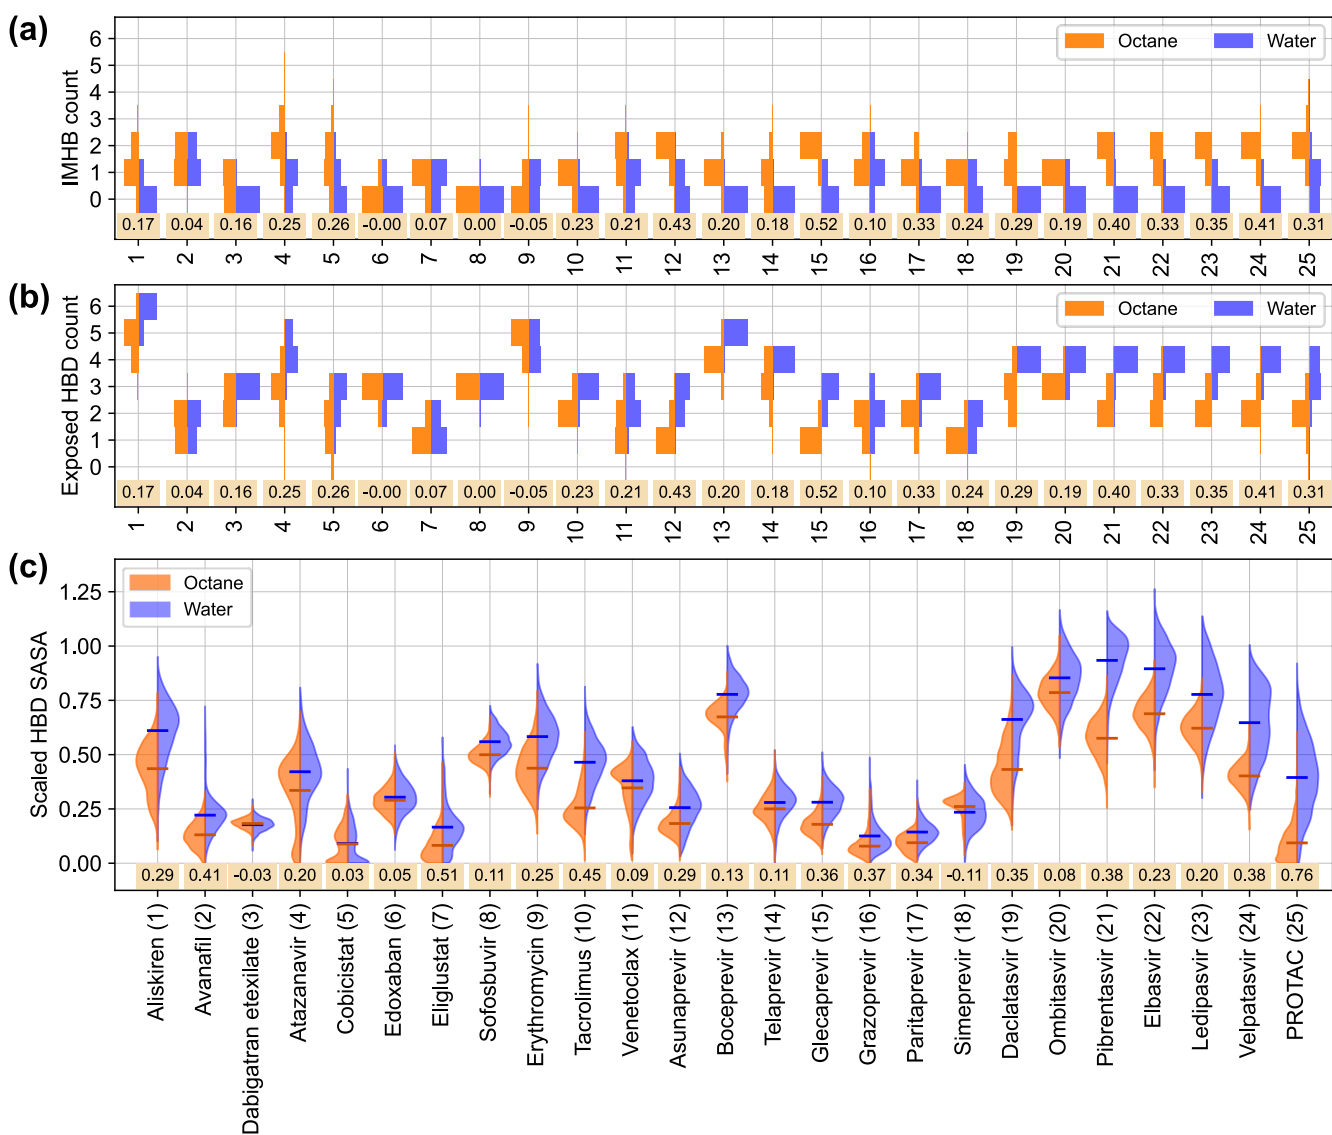 (a)
IMHB count
6
5
4
3
2
1
0
Octane
Water
0.17 0.04 0.16 0.25 0.26 -0.00 0.07 0.00 -0.05 0.23 0.21 0.43 0.20 0.18 0.52 0.10 0.33 0.24 0.29 0.19 0.40 0.33 0.35 0.41 0.31
1 2 3 4 5 6 7 8 9 10 11 12 13 14 15 16 17 18 19 20 21 22 23 24 25
(b)
Exposed HBD count
6
5
4
3
2
1
0
Octane
Water
0.17 0.04 0.16 0.25 0.26 -0.00 0.07 0.00 -0.05 0.23 0.21 0.43 0.20 0.18 0.52 0.10 0.33 0.24 0.29 0.19 0.40 0.33 0.35 0.41 0.31
1 2 3 4 5 6 7 8 9 10 11 12 13 14 15 16 17 18 19 20 21 22 23 24 25
(c)
Scaled HBD SASA
1.25
1.00
0.75
0.50
0.25
0.00
Octane
Water
0.29 0.41 -0.03 0.20 0.03 0.05 0.51 0.11 0.25 0.45 0.09 0.29 0.13 0.11 0.36 0.37 0.34 -0.11 0.35 0.08 0.38 0.23 0.20 0.38 0.76
Aliskiren (1)
Avanafil (2)
Dabigatran etexilate (3)
Atazanavir (4)
Cobicistat (5)
Edoxaban (6)
Eliglustat (7)
Sofosbuvir (8)
Erythromycin (9)
Tacrolimus (10)
Venetoclax (11)
Asunaprevir (12)
Boceprevir (13)
Telaprevir (14)
Glecaprevir (15)
Grazoprevir (16)
Paritaprevir (17)
Simeprevir (18)
Daclatasvir (19)
Ombitasvir (20)
Pibrentasvir (21)
Elbasvir (22)
Ledipasvir (23)
Velpatasvir (24)
PROTAC (25)